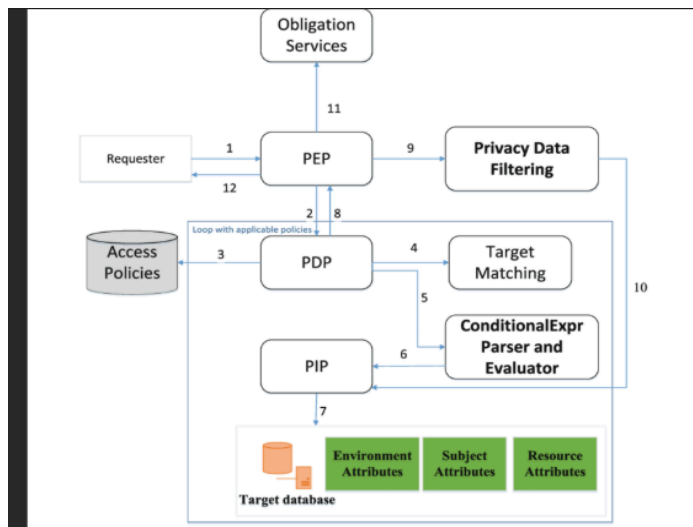 Obligation
Services
11
Requester
1
12
PEP
9
Privacy Data
Filtering
2
8
Loop with applicable policies
Access
Policies
3
PDP
4
Target
Matching
10
5
ConditionalExpr
Parser and
Evaluator
PIP
6
7
Target database
Environment
Attributes
Subject
Attributes
Resource
Attributes